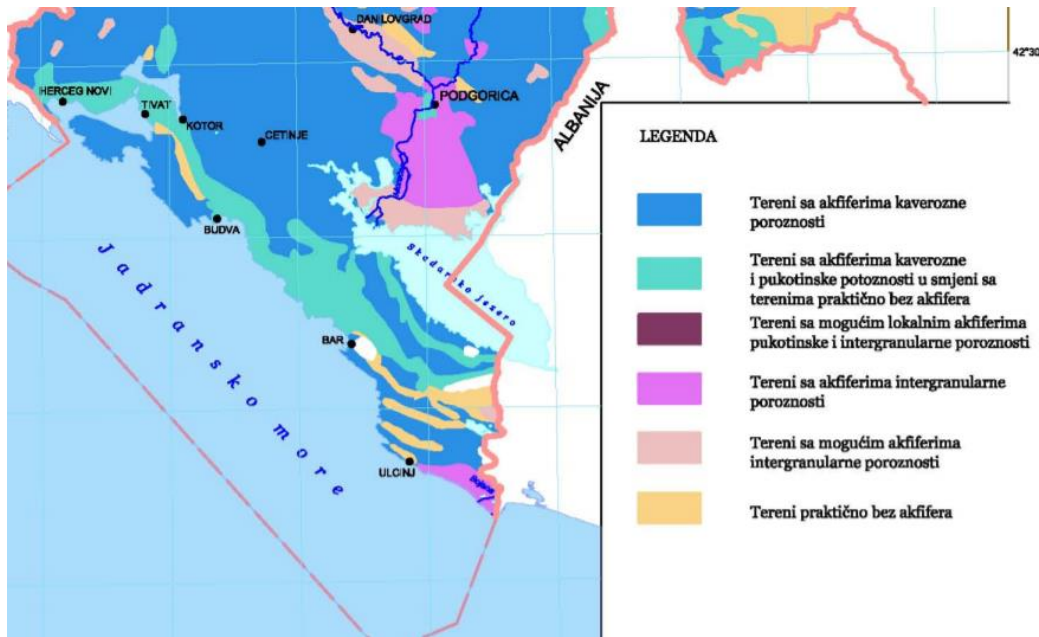 DAN LOVGRAD
42°30
HERCEG NOVI
TIVAT
KOTOR
PODGORICA
CETINJE
ALBANIJA
BUDVA
Skadarsko jezero
Jadransko more
BAR
ULCINJ
Bojana
LEGENDA
Tereni sa akfiferima kaverozne
poroznosti
Tereni sa akfiferima kaverozne
i pukotinske potoznosti u smjeni sa
terenima praktično bez akfifera
Tereni sa mogućim lokalnim akfiferima
pukotinske i intergranularne poroznosti
Tereni sa akfiferima intergranularne
poroznosti
Tereni sa mogućim akfiferima
intergranularne poroznosti
Tereni praktično bez akfifera